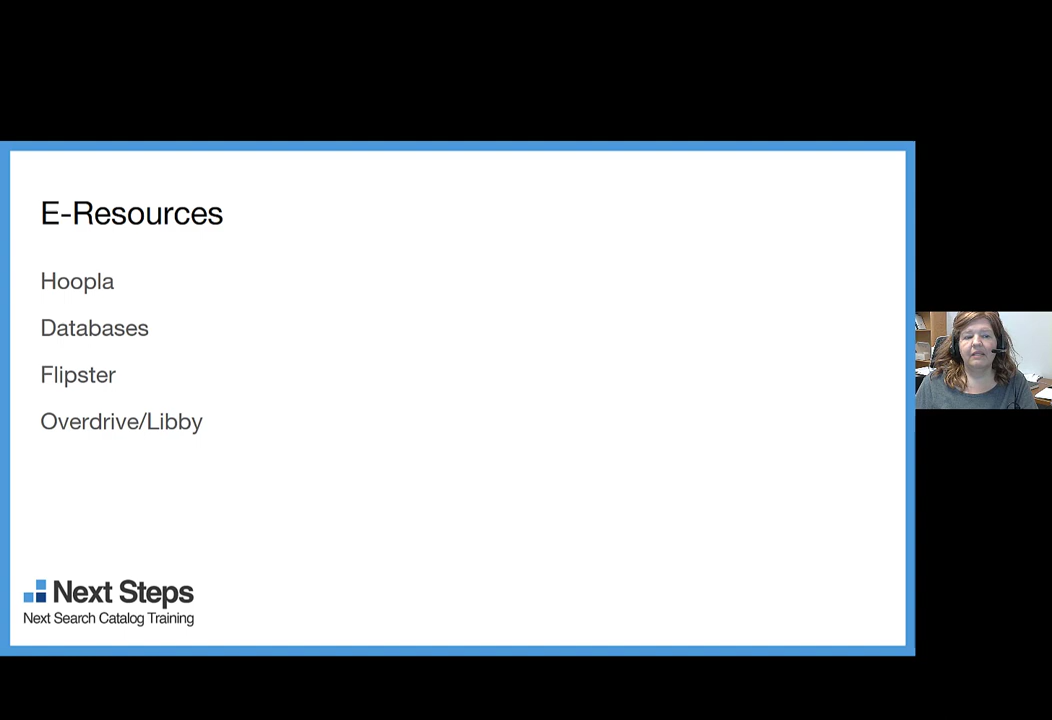 E-Resources
Hoopla
Databases
Flipster
Overdrive/Libby
Next Steps
Next Search Catalog Training